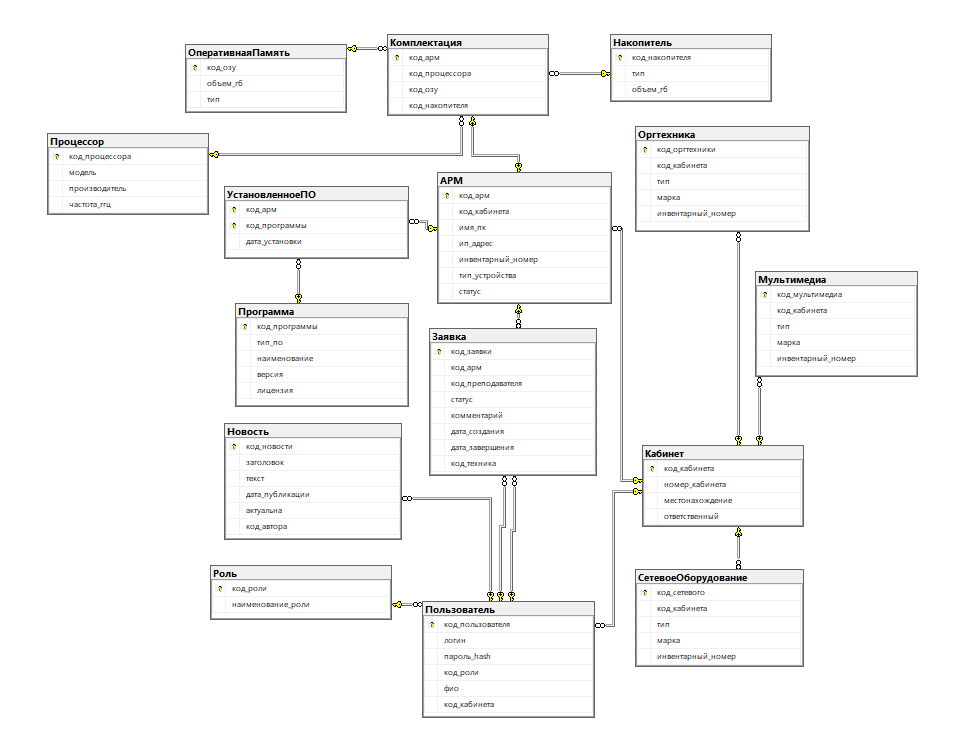 ОперативнаяПамять
код_озу
объем_гб
тип
Комплектация
код_арм
код_процессора
код_озу
код_накопителя
Накопитель
код_накопителя
тип
объем_гб
Процессор
код_процессора
модель
производитель
частота_ггц
УстановленноеПО
код_арм
код_программы
дата_установки
АРМ
код_арм
код_кабинета
имя_пк
ип_адрес
инвентарный_номер
тип_устройства
статус
Оргтехника
код_оргтехники
код_кабинета
тип
марка
инвентарный_номер
Мультимедиа
код_мультимедиа
код_кабинета
тип
марка
инвентарный_номер
Программа
код_программы
тип_по
наименование
версия
лицензия
Заявка
код_заявки
код_арм
код_преподавателя
статус
комментарий
дата_создания
дата_завершения
код_техника
Новость
код_новости
заголовок
текст
дата_публикации
актуальна
код_автора
Кабинет
код_кабинета
номер_кабинета
местонахождение
ответственный
Роль
код_роли
наименование_роли
Пользователь
код_пользователя
логин
пароль_hash
код_роли
фио
код_кабинета
СетевоеОборудование
код_сетевого
код_кабинета
тип
марка
инвентарный_номер